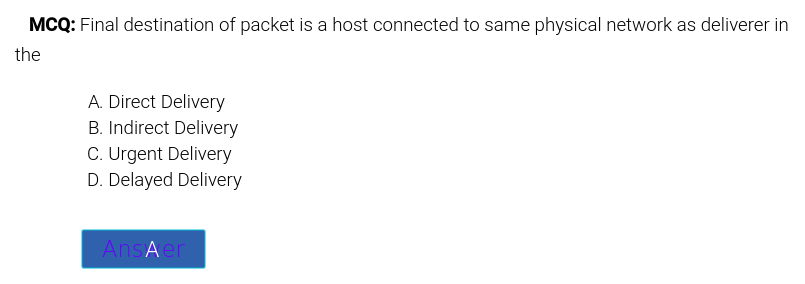 MCQ: Final destination of packet is a host connected to same physical network as deliverer in
the
A. Direct Delivery
B. Indirect Delivery
C. Urgent Delivery
D. Delayed Delivery
Answer
A